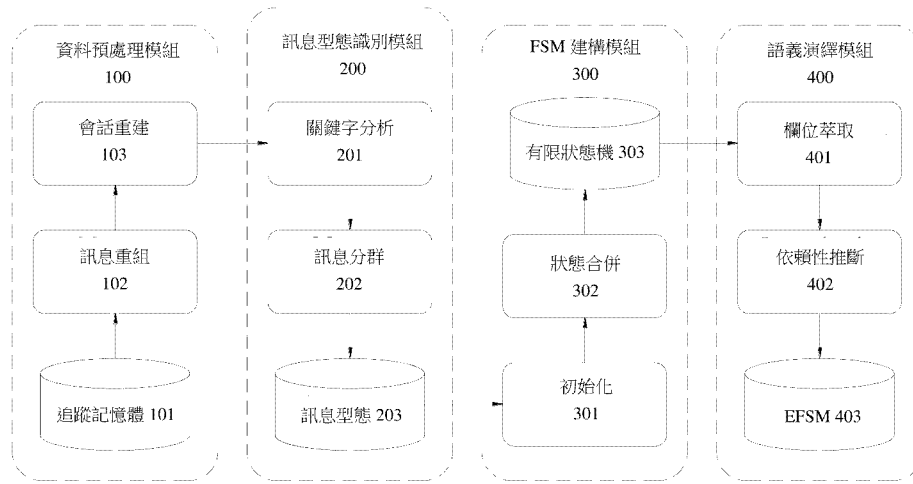 資料預處理模組
100
會話重建
103
訊息重組
102
追蹤記憶體 101
訊息型態識別模組
200
關鍵字分析
201
訊息分群
202
訊息型態 203
FSM 建構模組
300
有限狀態機 303
狀態合併
302
初始化
301
語義演繹模組
400
欄位萃取
401
依賴性推斷
402
EFSM 403